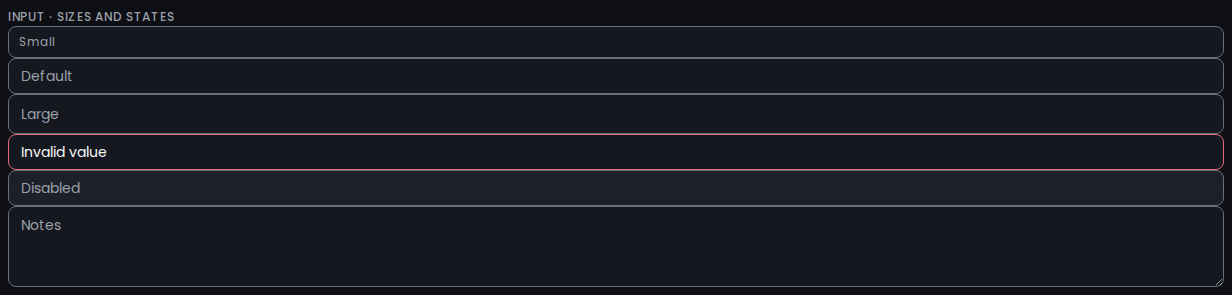 INPUT · SIZES AND STATES
Small
Default
Large
Invalid value
Disabled
Notes